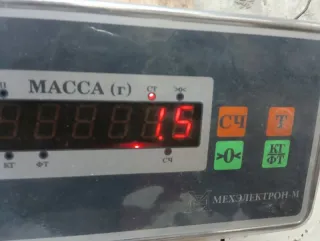 МАССА (г) СТ
1.5
СЧ Т
>0< КГ/ФТ
КГ ФТ СЧ
МЕХЭЛЕКТРОН-М